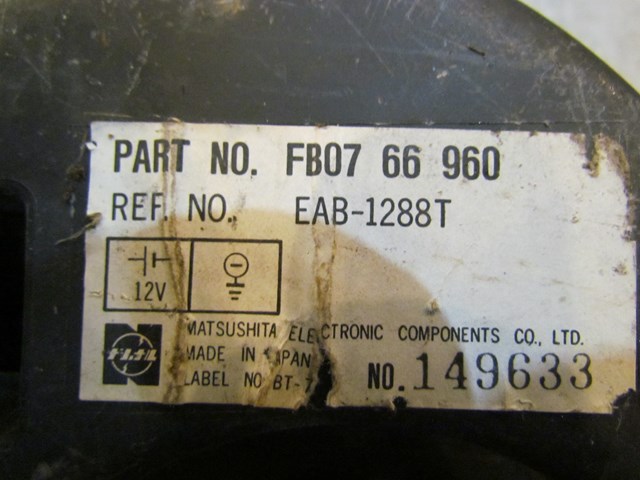 PART NO. FB07 66 960
REF. NO. EAB-1288T
12V
MATSUSHITA ELECTRONIC COMPONENTS CO., LTD.
MADE IN JAPAN
LABEL NO BT-7
NO. 149633